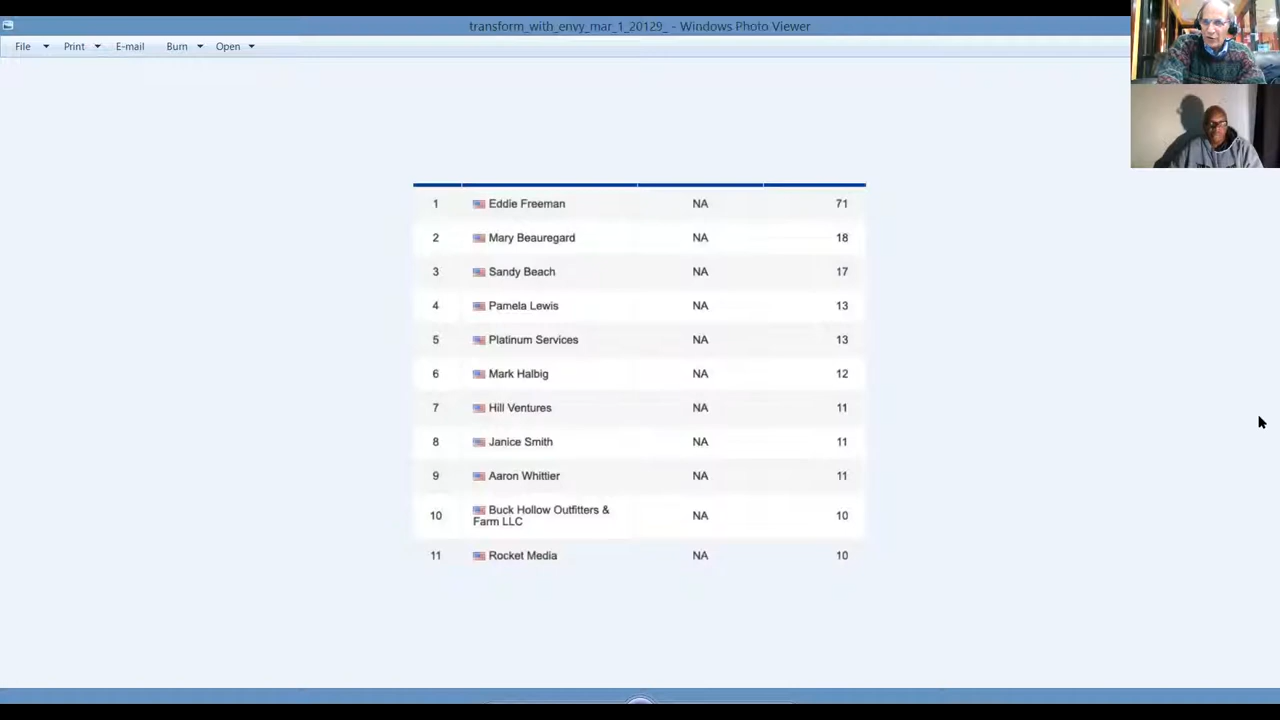 transform_with_envy_mar_1_20129_ - Windows Photo Viewer
File Print E-mail Burn Open
1 Eddie Freeman NA 71
2 Mary Beauregard NA 18
3 Sandy Beach NA 17
4 Pamela Lewis NA 13
5 Platinum Services NA 13
6 Mark Halbig NA 12
7 Hill Ventures NA 11
8 Janice Smith NA 11
9 Aaron Whittier NA 11
10 Buck Hollow Outfitters & NA 10
Farm LLC
11 Rocket Media NA 10